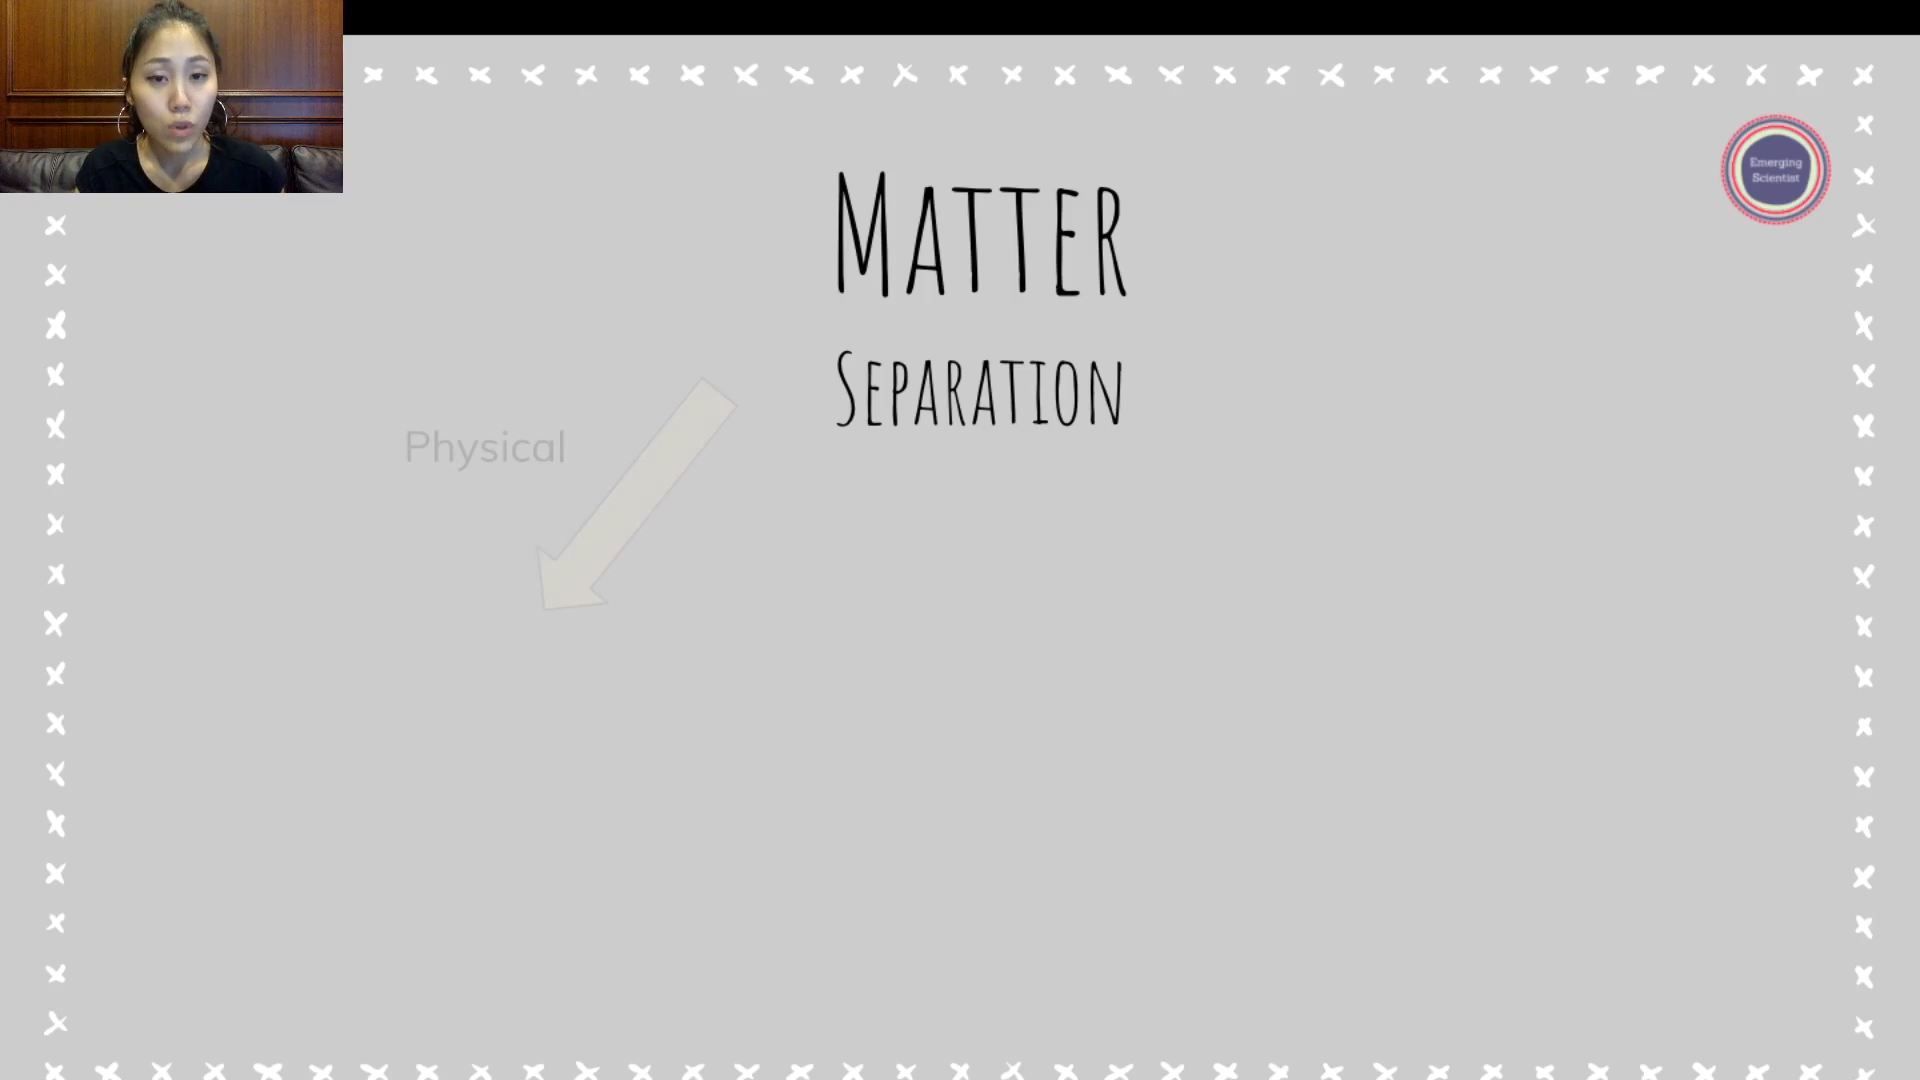 Emerging
Scientist
MATTER
SEPARATION
Physical